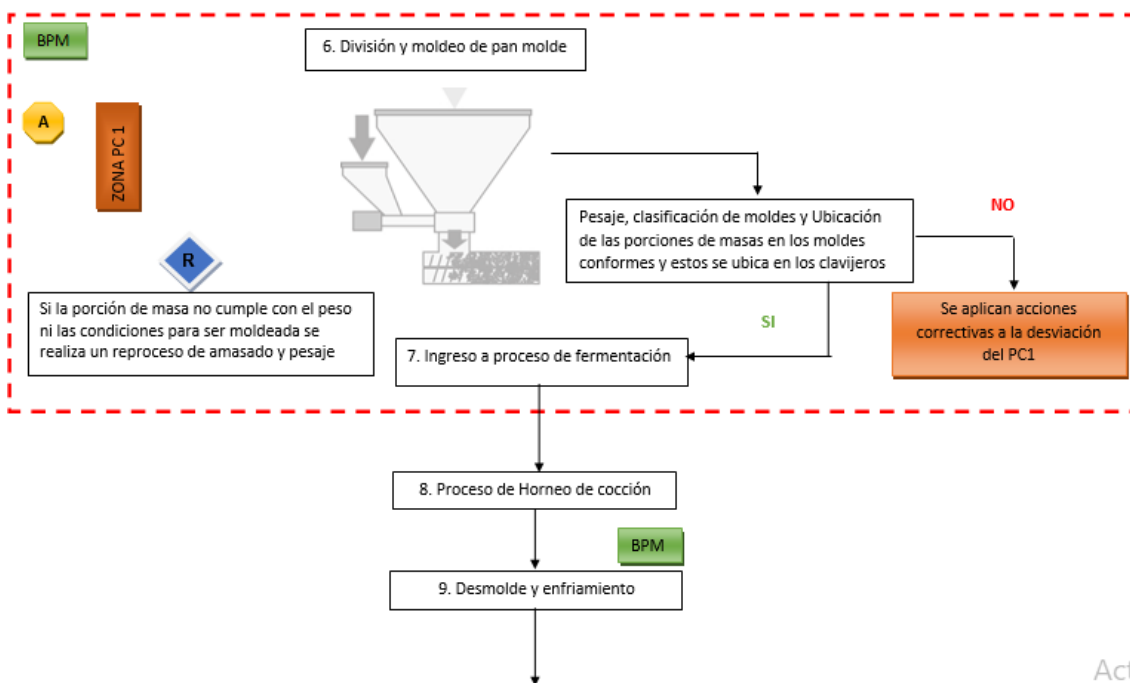 BPM
6. División y moldeo de pan molde
A
ZONA PC 1
Pesaje, clasificación de moldes y Ubicación
de las porciones de masas en los moldes
conformes y estos se ubica en los clavijeros
NO
R
Si la porción de masa no cumple con el peso
ni las condiciones para ser moldeada se
realiza un reproceso de amasado y pesaje
SI
Se aplican acciones
correctivas a la desviación
del PC1
7. Ingreso a proceso de fermentación
8. Proceso de Horneo de cocción
BPM
9. Desmolde y enfriamiento